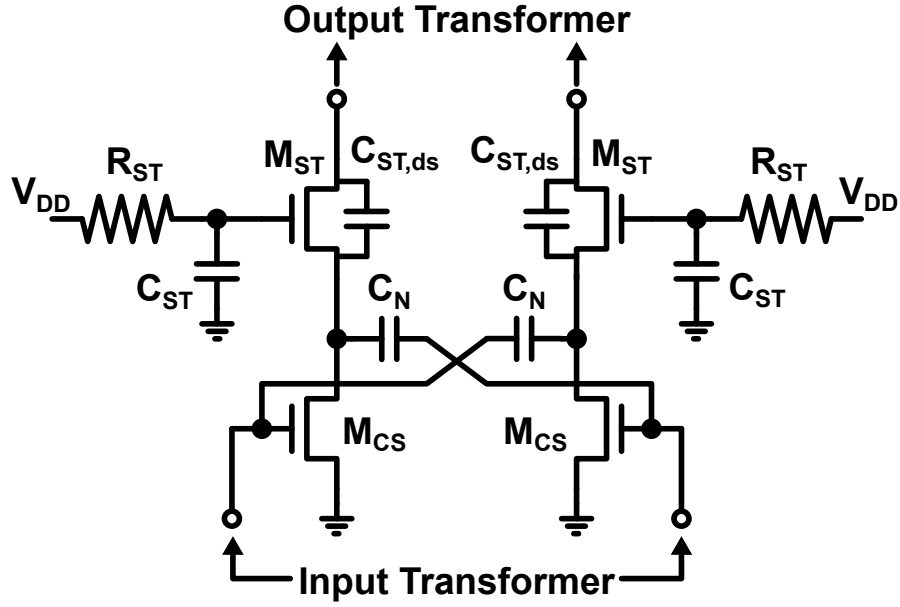 Output Transformer
M_ST C_ST,ds C_ST,ds M_ST
R_ST R_ST
V_DD V_DD
C_ST C_N C_N C_ST
M_CS M_CS
Input Transformer